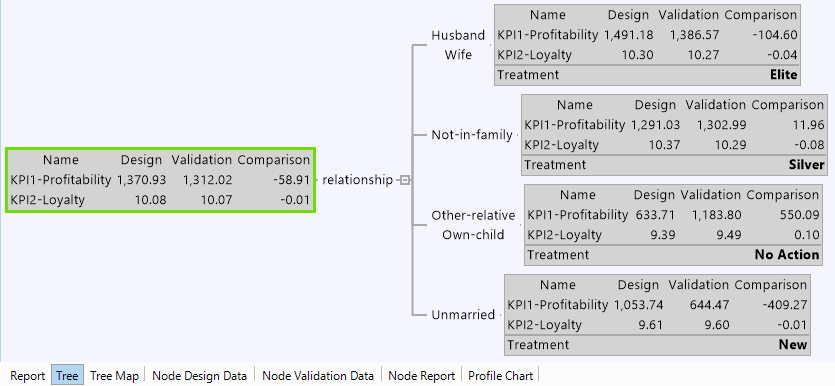 Name Design Validation Comparison
KPI1-Profitability 1,370.93 1,312.02 -58.91
KPI2-Loyalty 10.08 10.07 -0.01
relationship
Husband
Wife
Name Design Validation Comparison
KPI1-Profitability 1,491.18 1,386.57 -104.60
KPI2-Loyalty 10.30 10.27 -0.04
Treatment Elite
Not-in-family
Name Design Validation Comparison
KPI1-Profitability 1,291.03 1,302.99 11.96
KPI2-Loyalty 10.37 10.29 -0.08
Treatment Silver
Other-relative
Own-child
Name Design Validation Comparison
KPI1-Profitability 633.71 1,183.80 550.09
KPI2-Loyalty 9.39 9.49 0.10
Treatment No Action
Unmarried
Name Design Validation Comparison
KPI1-Profitability 1,053.74 644.47 -409.27
KPI2-Loyalty 9.61 9.60 -0.01
Treatment New
Report Tree Tree Map Node Design Data Node Validation Data Node Report Profile Chart